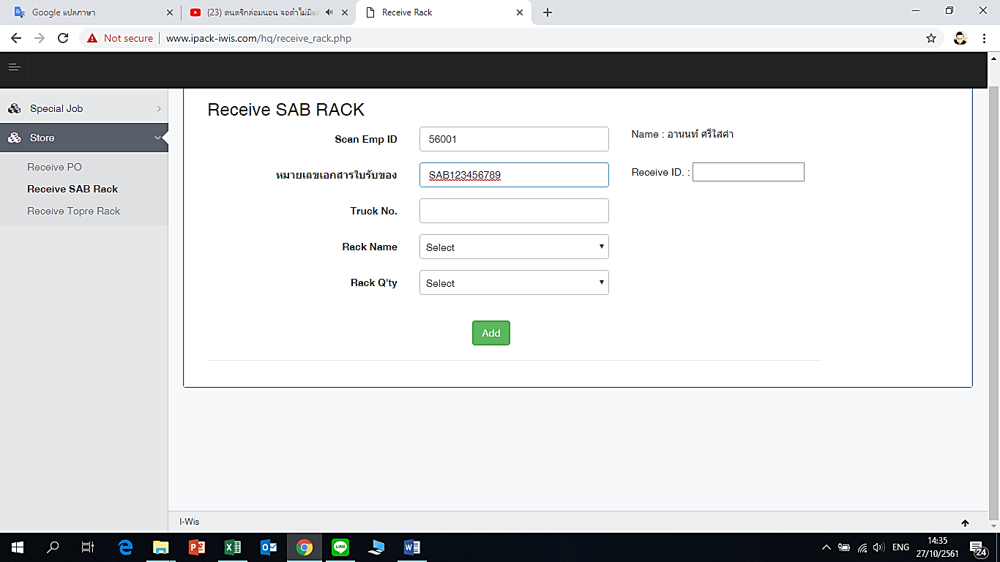 Google แปลภาษา
(23) ดนตรีกล่อมนอน จอดำไม่มีแ
Receive Rack
Not secure
www.ipack-iwis.com/hq/receive_rack.php
Special Job
Store
Receive PO
Receive SAB Rack
Receive Topre Rack
Receive SAB RACK
Scan Emp ID
56001
Name : อานนท์ ศรีใสคำ
หมายเลขเอกสารใบรับของ
SAB123456789
Receive ID. :
Truck No.
Rack Name
Select
Rack Q'ty
Select
Add
I-Wis
ENG
14:35
27/10/2561
24